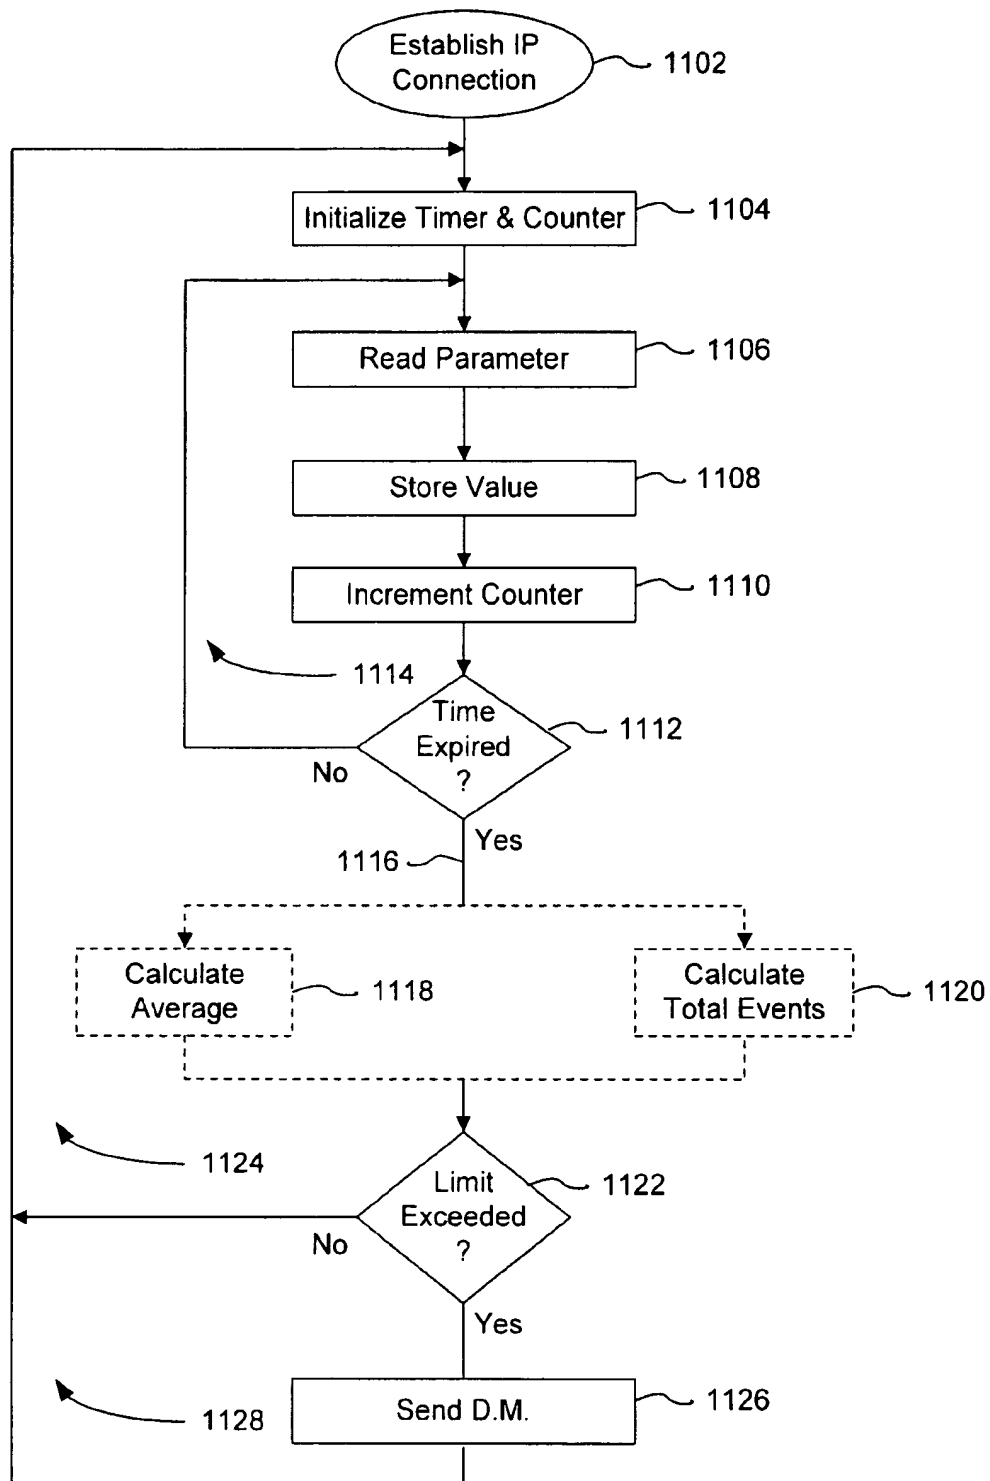 Establish IP
Connection
1102
Initialize Timer & Counter
1104
Read Parameter
1106
Store Value
1108
Increment Counter
1110
1114
Time
Expired
?
1112
No
Yes
1116
Calculate
Average
1118
Calculate
Total Events
1120
1124
Limit
Exceeded
?
1122
No
Yes
1128
Send D.M.
1126